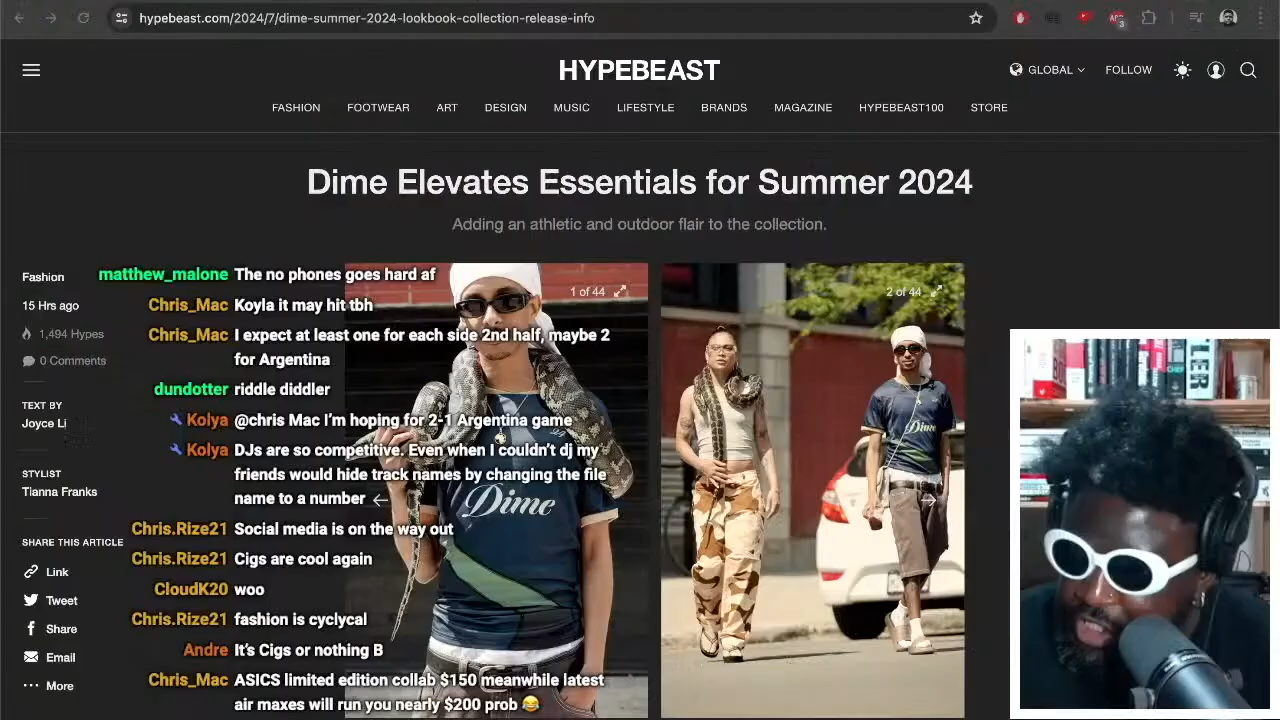 hypebeast.com/2024/7/dime-summer-2024-lookbook-collection-release-info
3
HYPEBEAST
GLOBAL
FOLLOW
FASHION FOOTWEAR ART DESIGN MUSIC LIFESTYLE BRANDS MAGAZINE HYPEBEAST100 STORE
Dime Elevates Essentials for Summer 2024
Adding an athletic and outdoor flair to the collection.
Fashion
15 Hrs ago
1,494 Hypes
0 Comments
TEXT BY
Joyce Li
STYLIST
Tianna Franks
SHARE THIS ARTICLE
Link
Tweet
Share
Email
More
matthew_malone The no phones goes hard af
Chris_Mac Koyla it may hit tbh
Chris_Mac I expect at least one for each side 2nd half, maybe 2
for Argentina
dundotter riddle diddler
Kolya @chris Mac I'm hoping for 2-1 Argentina game
Kolya DJs are so competitive. Even when I couldn't dj my
friends would hide track names by changing the file
name to a number
Chris.Rize21 Social media is on the way out
Chris.Rize21 Cigs are cool again
CloudK20 woo
Chris.Rize21 fashion is cyclycal
Andre It's Cigs or nothing B
Chris_Mac ASICS limited edition collab $150 meanwhile latest
air maxes will run you nearly $200 prob 😂
1 of 44
Dime
2 of 44
Dime